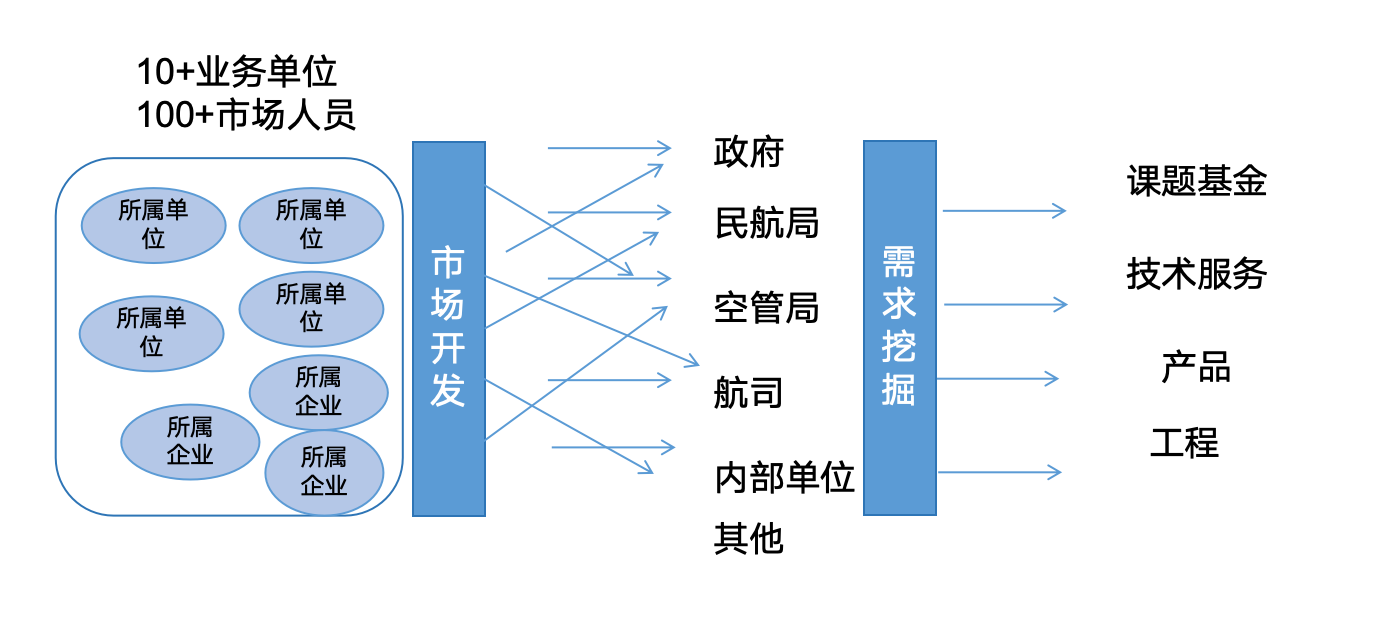 10+业务单位
100+市场人员
所属单
位
所属单
位
所属单
位
所属单
位
所属
企业
所属
企业
所属
企业
市
场
开
发
政府
民航局
空管局
航司
内部单位
其他
需
求
挖
掘
课题基金
技术服务
产品
工程